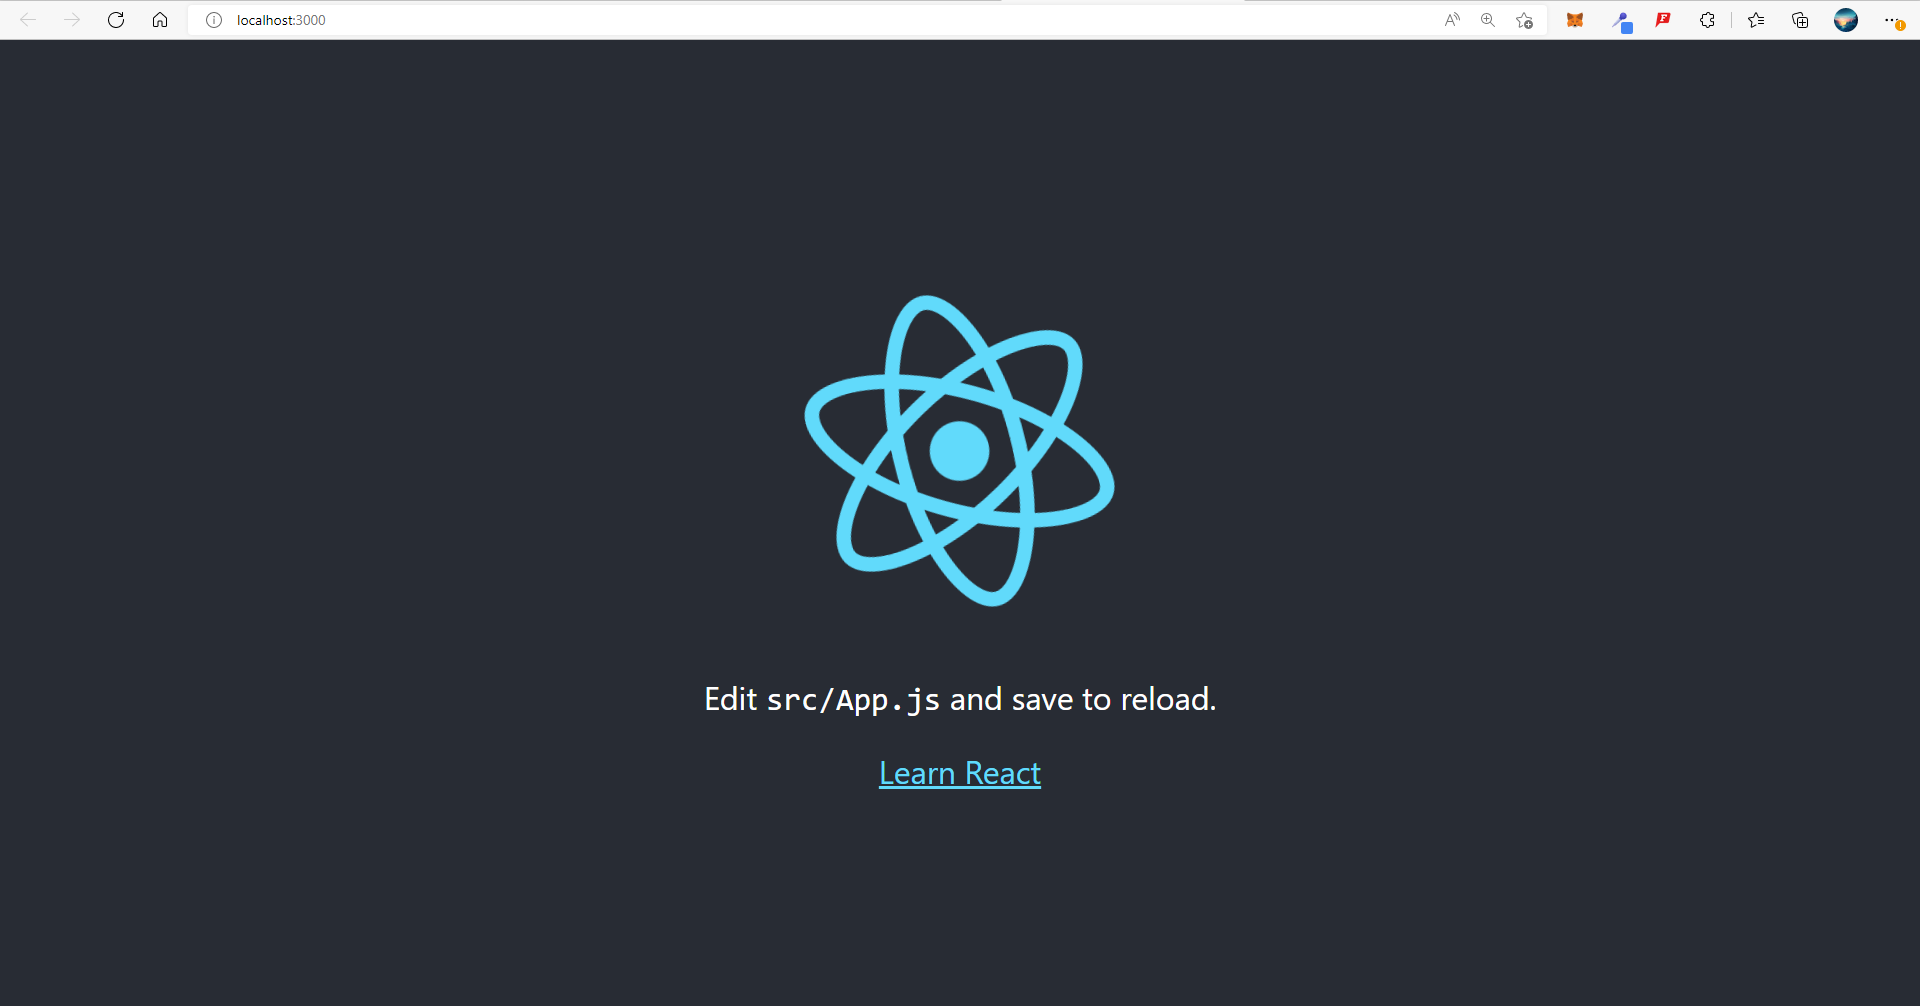 localhost:3000
Edit src/App.js and save to reload.
Learn React